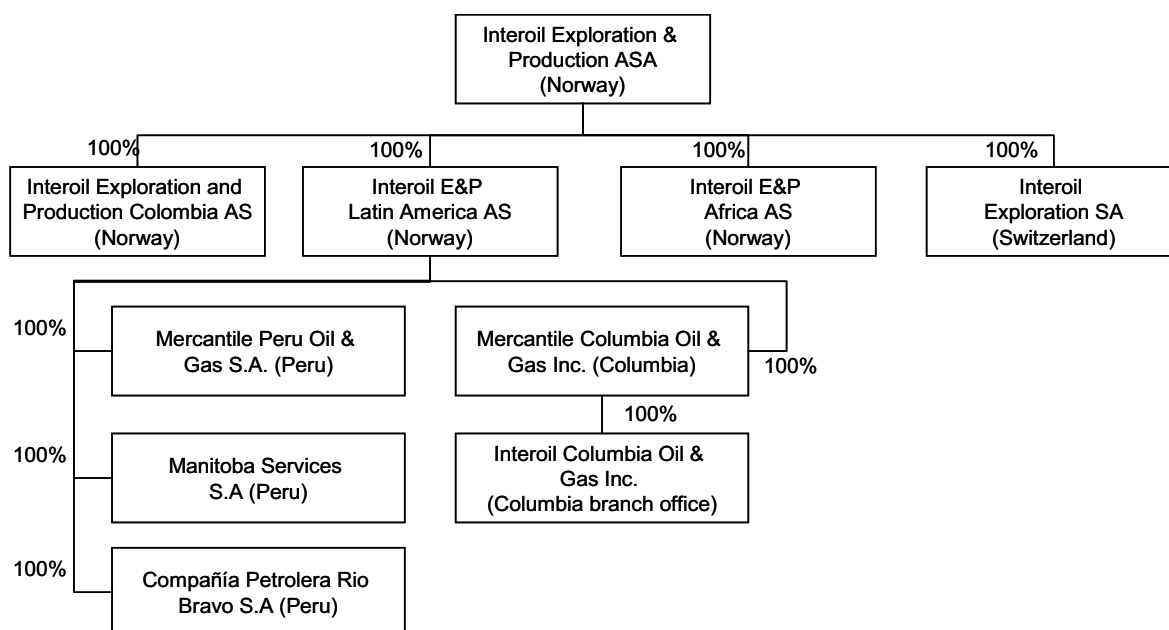 Interoil Exploration &
Production ASA
(Norway)
100%
100%
100%
100%
Interoil Exploration and
Production Colombia AS
(Norway)
Interoil E&P
Latin America AS
(Norway)
Interoil E&P
Africa AS
(Norway)
Interoil
Exploration SA
(Switzerland)
100%
Mercantile Peru Oil &
Gas S.A. (Peru)
Mercantile Columbia Oil &
Gas Inc. (Columbia)
100%
100%
100%
Manitoba Services
S.A (Peru)
Interoil Columbia Oil &
Gas Inc.
(Columbia branch office)
100%
Compañía Petrolera Rio
Bravo S.A (Peru)